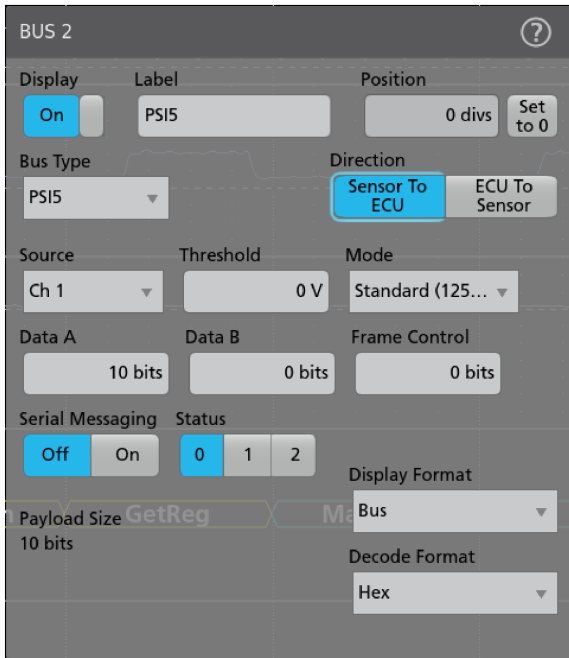 BUS 2
?
Display Label Position
On PSI5 0 divs Set to 0
Bus Type Direction
PSI5 Sensor To ECU ECU To Sensor
Source Threshold Mode
Ch 1 0 V Standard (125...
Data A Data B Frame Control
10 bits 0 bits 0 bits
Serial Messaging Status
Off On 0 1 2
Display Format
Payload Size GetReg Bus
10 bits
Decode Format
Hex